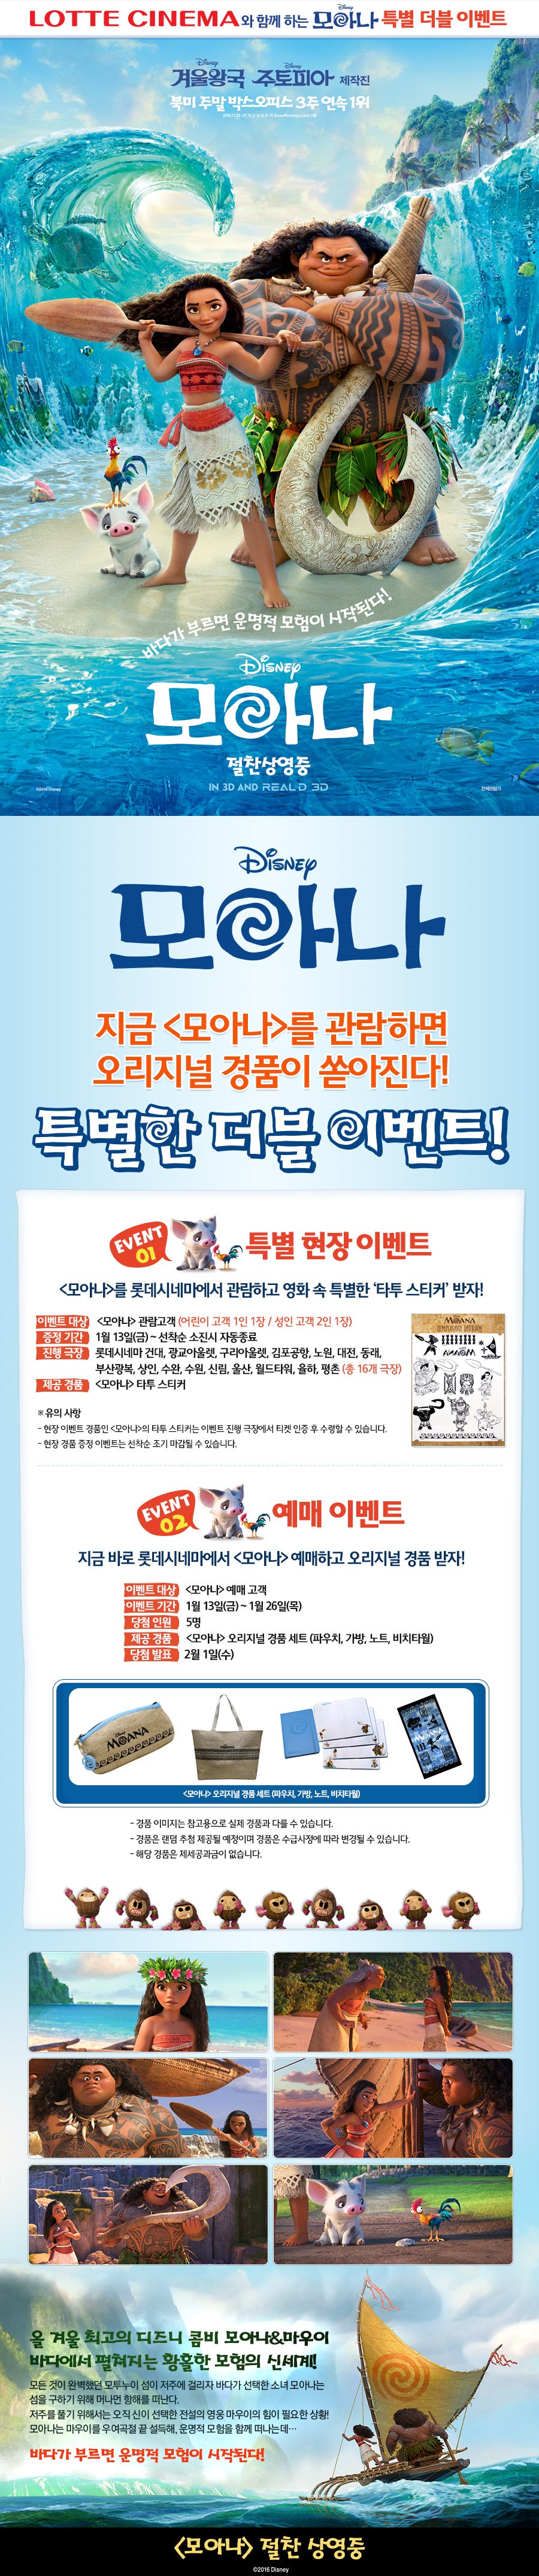 LOTTE CINEMA와 함께 하는 Disney 모아나 특별 더블 이벤트
Disney 겨울왕국 Disney 주토피아 제작진
북미 주말 박스오피스 3주 연속 1위
바다가 부르면 운명적 모험이 시작된다!
Disney
모아나
절찬상영중
IN 3D AND REALD 3D
©2016 Disney
전체관람가
Disney
모아나
지금 <모아나>를 관람하면
오리지널 경품이 쏟아진다!
특별한 더블 이벤트!
EVENT 01 특별 현장 이벤트
<모아나>를 롯데시네마에서 관람하고 영화 속 특별한 '타투 스티커' 받자!
이벤트 대상 <모아나> 관람고객 (어린이 고객 1인 1장 / 성인 고객 2인 1장)
증정 기간 1월 13일(금) ~ 선착순 소진시 자동종료
진행 극장 롯데시네마 건대, 광교아울렛, 구리아울렛, 김포공항, 노원, 대전, 동래,
부산광복, 상인, 수완, 수원, 신림, 울산, 월드타워, 율하, 평촌 (총 16개 극장)
제공 경품 <모아나> 타투 스티커
MOANA
TEMPORARY TATTOOS
※ 유의 사항
- 현장 이벤트 경품인 <모아나>의 타투 스티커는 이벤트 진행 극장에서 티켓 인증 후 수령할 수 있습니다.
- 현장 경품 증정 이벤트는 선착순 조기 마감될 수 있습니다.
EVENT 02 예매 이벤트
지금 바로 롯데시네마에서 <모아나> 예매하고 오리지널 경품 받자!
이벤트 대상 <모아나> 예매 고객
이벤트 기간 1월 13일(금) ~ 1월 26일(목)
당첨 인원 5명
제공 경품 <모아나> 오리지널 경품 세트 (파우치, 가방, 노트, 비치타월)
당첨 발표 2월 1일(수)
Disney MOANA
MOANA
<모아나> 오리지널 경품 세트 (파우치, 가방, 노트, 비치타월)
- 경품 이미지는 참고용으로 실제 경품과 다를 수 있습니다.
- 경품은 랜덤 추첨 제공될 예정이며 경품은 수급사정에 따라 변경될 수 있습니다.
- 해당 경품은 제세공과금이 없습니다.
올 겨울 최고의 디즈니 콤비 모아나&마우이
바다에서 펼쳐지는 황홀한 모험의 신세계!
모든 것이 완벽했던 모투누이 섬이 저주에 걸리자 바다가 선택한 소녀 모아나는
섬을 구하기 위해 머나먼 항해를 떠난다.
저주를 풀기 위해서는 오직 신이 선택한 전설의 영웅 마우이의 힘이 필요한 상황!
모아나는 마우이를 우여곡절 끝 설득해, 운명적 모험을 함께 떠나는데…
바다가 부르면 운명적 모험이 시작된다!
<모아나> 절찬 상영중
©2016 Disney